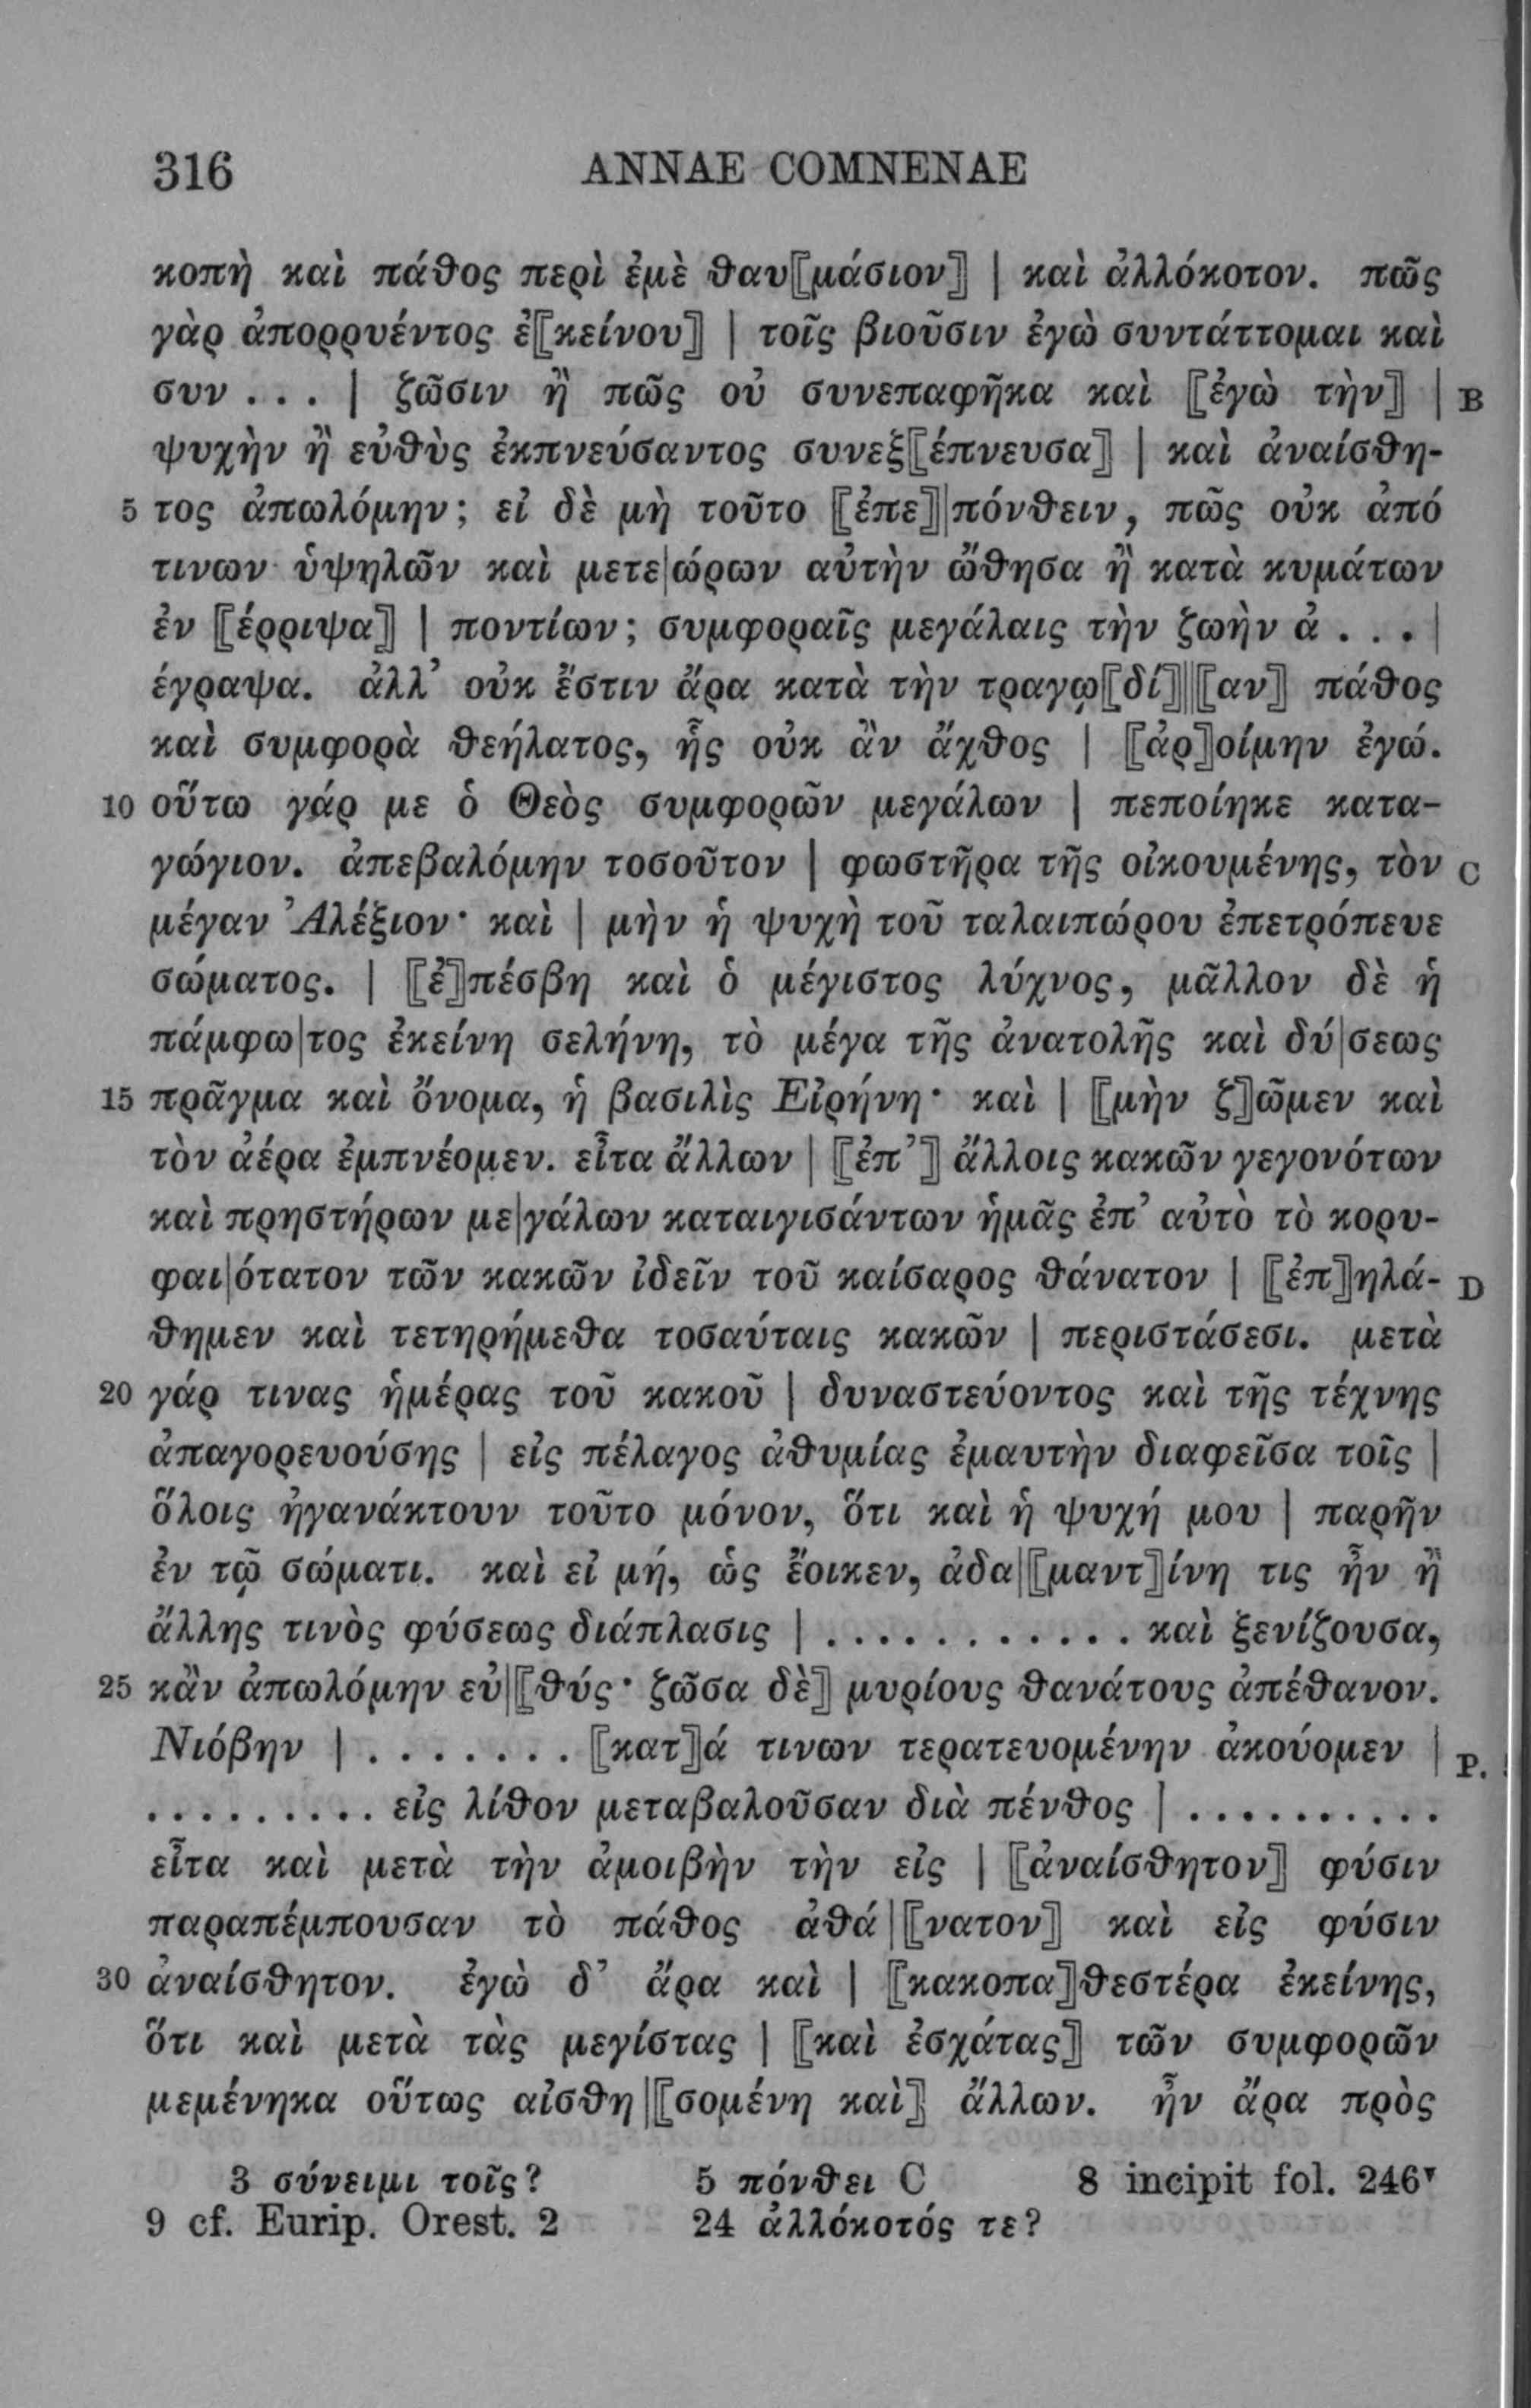 316 ANNAE COMNENAE
κοπὴ καὶ πάθος περὶ ἐμὲ θαυ⟦μάσιον⟧ | καὶ ἀλλόκοτον. πῶς
γὰρ ἀπορρυέντος ἐ⟦κείνου⟧ | τοῖς βιοῦσιν ἐγὼ συντάττομαι καὶ
συν . . . | ζῶσιν ἢ πῶς οὐ συνεπαφῆκα καὶ ⟦ἐγὼ τὴν⟧ | B
ψυχὴν ἢ εὐθὺς ἐκπνεύσαντος συνεξ⟦έπνευσα⟧ | καὶ ἀναίσθη-
5 τος ἀπωλόμην; εἰ δὲ μὴ τοῦτο ⟦ἐπε⟧|πόνθειν, πῶς οὐκ ἀπό
τινων ὑψηλῶν καὶ μετε|ώρων αὑτὴν ὤθησα ἢ κατὰ κυμάτων
ἐν ⟦έρριψα⟧ | ποντίων; συμφοραῖς μεγάλαις τὴν ζωὴν ἀ . . . |
έγραψα. ἀλλ’ οὐκ ἔστιν ἄρα κατὰ τὴν τραγῳ⟦δί⟧||⟦αν⟧ πάθος
καὶ συμφορὰ θεήλατος, ἧς οὐκ ἂν ἄχθος | ⟦ἀρ⟧οίμην ἐγώ.
10 οὕτω γάρ με ὁ Θεὸς συμφορῶν μεγάλων | πεποίηκε κατα-
γώγιον. ἀπεβαλόμην τοσοῦτον | φωστῆρα τῆς οἰκουμένης, τὸν C
μέγαν Ἀλέξιον· καὶ | μὴν ἡ ψυχὴ τοῦ ταλαιπώρου ἐπετρόπευε
σώματος. | ⟦ἐ⟧πέσβη καὶ ὁ μέγιστος λύχνος, μᾶλλον δὲ ἡ
πάμφω|τος ἐκείνη σελήνη, τὸ μέγα τῆς ἀνατολῆς καὶ δύ|σεως
15 πρᾶγμα καὶ ὄνομα, ἡ βασιλὶς Εἰρήνη· καὶ | ⟦μὴν ζ⟧ῶμεν καὶ
τὸν ἀέρα ἐμπνέομεν. εἶτα ἄλλων | ⟦ἐπ’⟧ ἄλλοις κακῶν γεγονότων
καὶ πρηστήρων με|γάλων καταιγισάντων ἡμᾶς ἐπ’ αὐτὸ τὸ κορυ-
φαι|ότατον τῶν κακῶν ἰδεῖν τοῦ καίσαρος θάνατον | ⟦ἐπ⟧ηλά- D
θημεν καὶ τετηρήμεθα τοσαύταις κακῶν | περιστάσεσι. μετὰ
20 γάρ τινας ἡμέρας τοῦ κακοῦ | δυναστεύοντος καὶ τῆς τέχνης
ἀπαγορευούσης | εἰς πέλαγος ἀθυμίας ἐμαυτὴν διαφεῖσα τοῖς |
ὅλοις ἠγανάκτουν τοῦτο μόνον, ὅτι καὶ ἡ ψυχή μου | παρῆν
ἐν τῷ σώματι. καὶ εἰ μή, ὡς ἔοικεν, ἀδα|⟦μαντ⟧ίνη τις ἦν ἢ
ἄλλης τινὸς φύσεως διάπλασις | . . . . . . . . . . . . καὶ ξενίζουσα,
25 κἂν ἀπωλόμην εὐ|⟦θύς· ζῶσα δὲ⟧ μυρίους θανάτους ἀπέθανον.
Νιόβην | . . . . . . . . ⟦κατ⟧ά τινων τερατευομένην ἀκούομεν | P.
. . . . . . . . . εἰς λίθον μεταβαλοῦσαν διὰ πένθος | . . . . . . . . . .
εἶτα καὶ μετὰ τὴν ἀμοιβὴν τὴν εἰς | ⟦ἀναίσθητον⟧ φύσιν
παραπέμπουσαν τὸ πάθος ἀθά|⟦νατον⟧ καὶ εἰς φύσιν
30 ἀναίσθητον. ἐγὼ δ’ ἄρα καὶ | ⟦κακοπα⟧θεστέρα ἐκείνης,
ὅτι καὶ μετὰ τὰς μεγίστας | ⟦καὶ ἐσχάτας⟧ τῶν συμφορῶν
μεμένηκα οὕτως αἰσθη|⟦σομένη καὶ⟧ ἄλλων. ἦν ἄρα πρὸς
3 σύνειμι τοῖς? 5 πόνθει C 8 incipit fol. 246ᵛ
9 cf. Eurip. Orest. 2 24 ἀλλόκοτός τε?